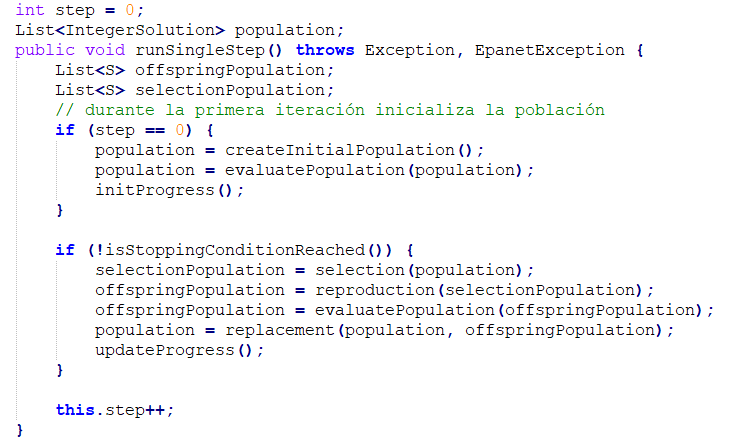 int step = 0;
List<IntegerSolution> population;
public void runSingleStep() throws Exception, EpanetException {
    List<S> offspringPopulation;
    List<S> selectionPopulation;
    // durante la primera iteración inicializa la población
    if (step == 0) {
        population = createInitialPopulation();
        population = evaluatePopulation(population);
        initProgress();
    }

    if (!isStoppingConditionReached()) {
        selectionPopulation = selection(population);
        offspringPopulation = reproduction(selectionPopulation);
        offspringPopulation = evaluatePopulation(offspringPopulation);
        population = replacement(population, offspringPopulation);
        updateProgress();
    }

    this.step++;
}